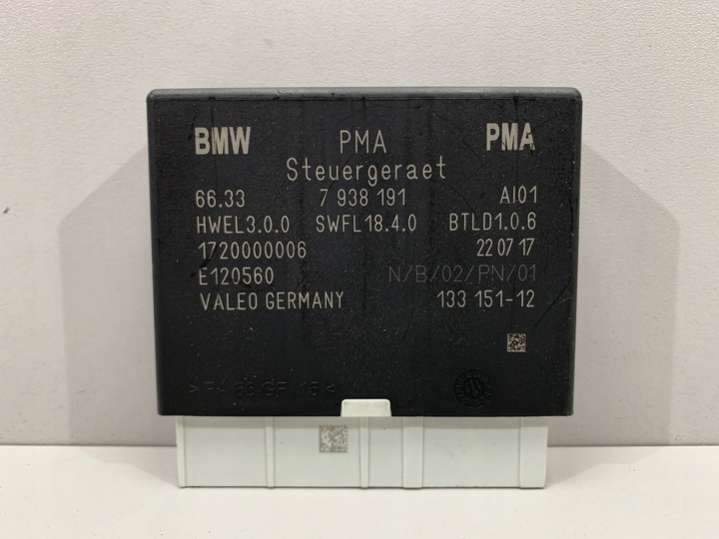 BMW PMA PMA
Steuergeraet
66.33 7 938 191 AI01
HWEL3.0.0 SWFL18.4.0 BTLD1.0.6
1720000006 22 07 17
E120560 N/B/02/PN/01
VALEO GERMANY 133 151-12